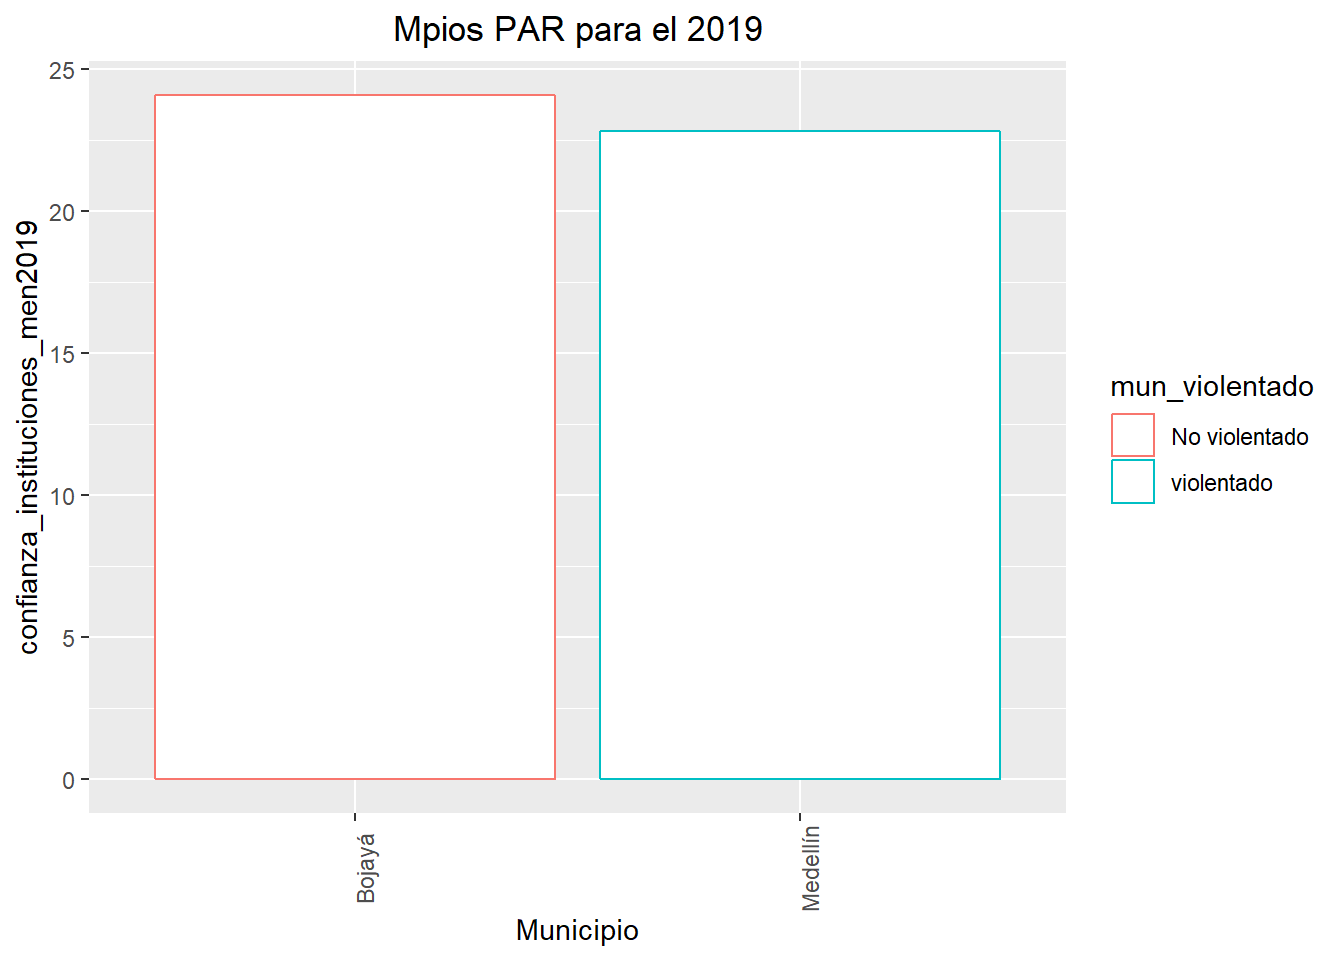 Mpios PAR para el 2019
confianza_instituciones_men2019
25
20
15
10
5
0
Bojayá
Medellín
Municipio
mun_violentado
No violentado
violentado